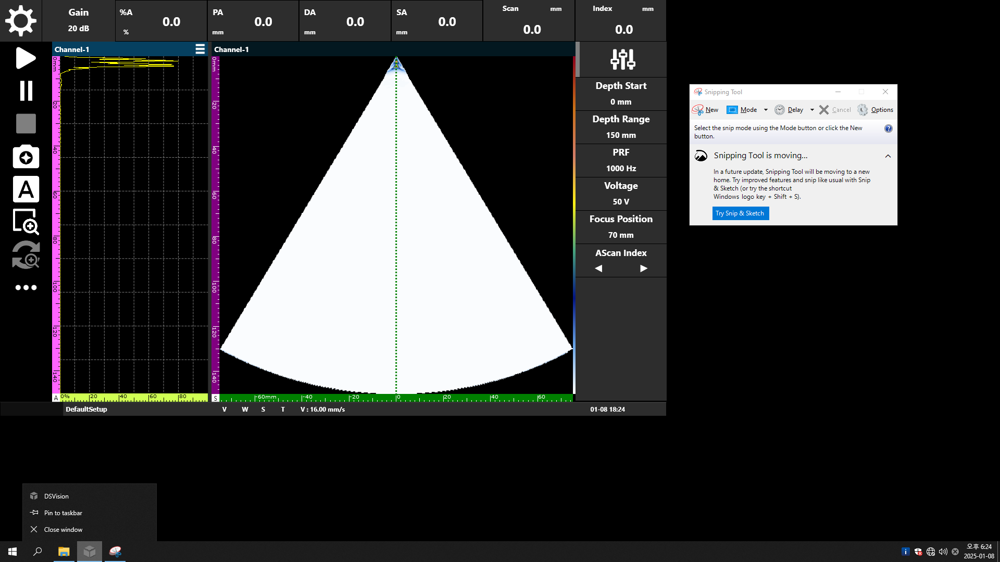 Gain
20 dB
%A
%
0.0
PA
mm
0.0
DA
mm
0.0
SA
mm
0.0
Scan mm
0.0
Index mm
0.0
Channel-1
Channel-1
0mm
20
40
60
80
100
120
140
A
0% 20 40 60 80
0mm
20
40
60
80
100
120
140
S
-60mm -40 -20 0 20 40 60
A
Depth Start
0 mm
Depth Range
150 mm
PRF
1000 Hz
Voltage
50 V
Focus Position
70 mm
AScan Index
DefaultSetup
V W S T V : 16.00 mm/s
01-08 18:24
Snipping Tool
New Mode Delay Cancel Options
Select the snip mode using the Mode button or click the New
button.
Snipping Tool is moving...
In a future update, Snipping Tool will be moving to a new
home. Try improved features and snip like usual with Snip
& Sketch (or try the shortcut
Windows logo key + Shift + S).
Try Snip & Sketch
DSVision
Pin to taskbar
Close window
오후 6:24
2025-01-08